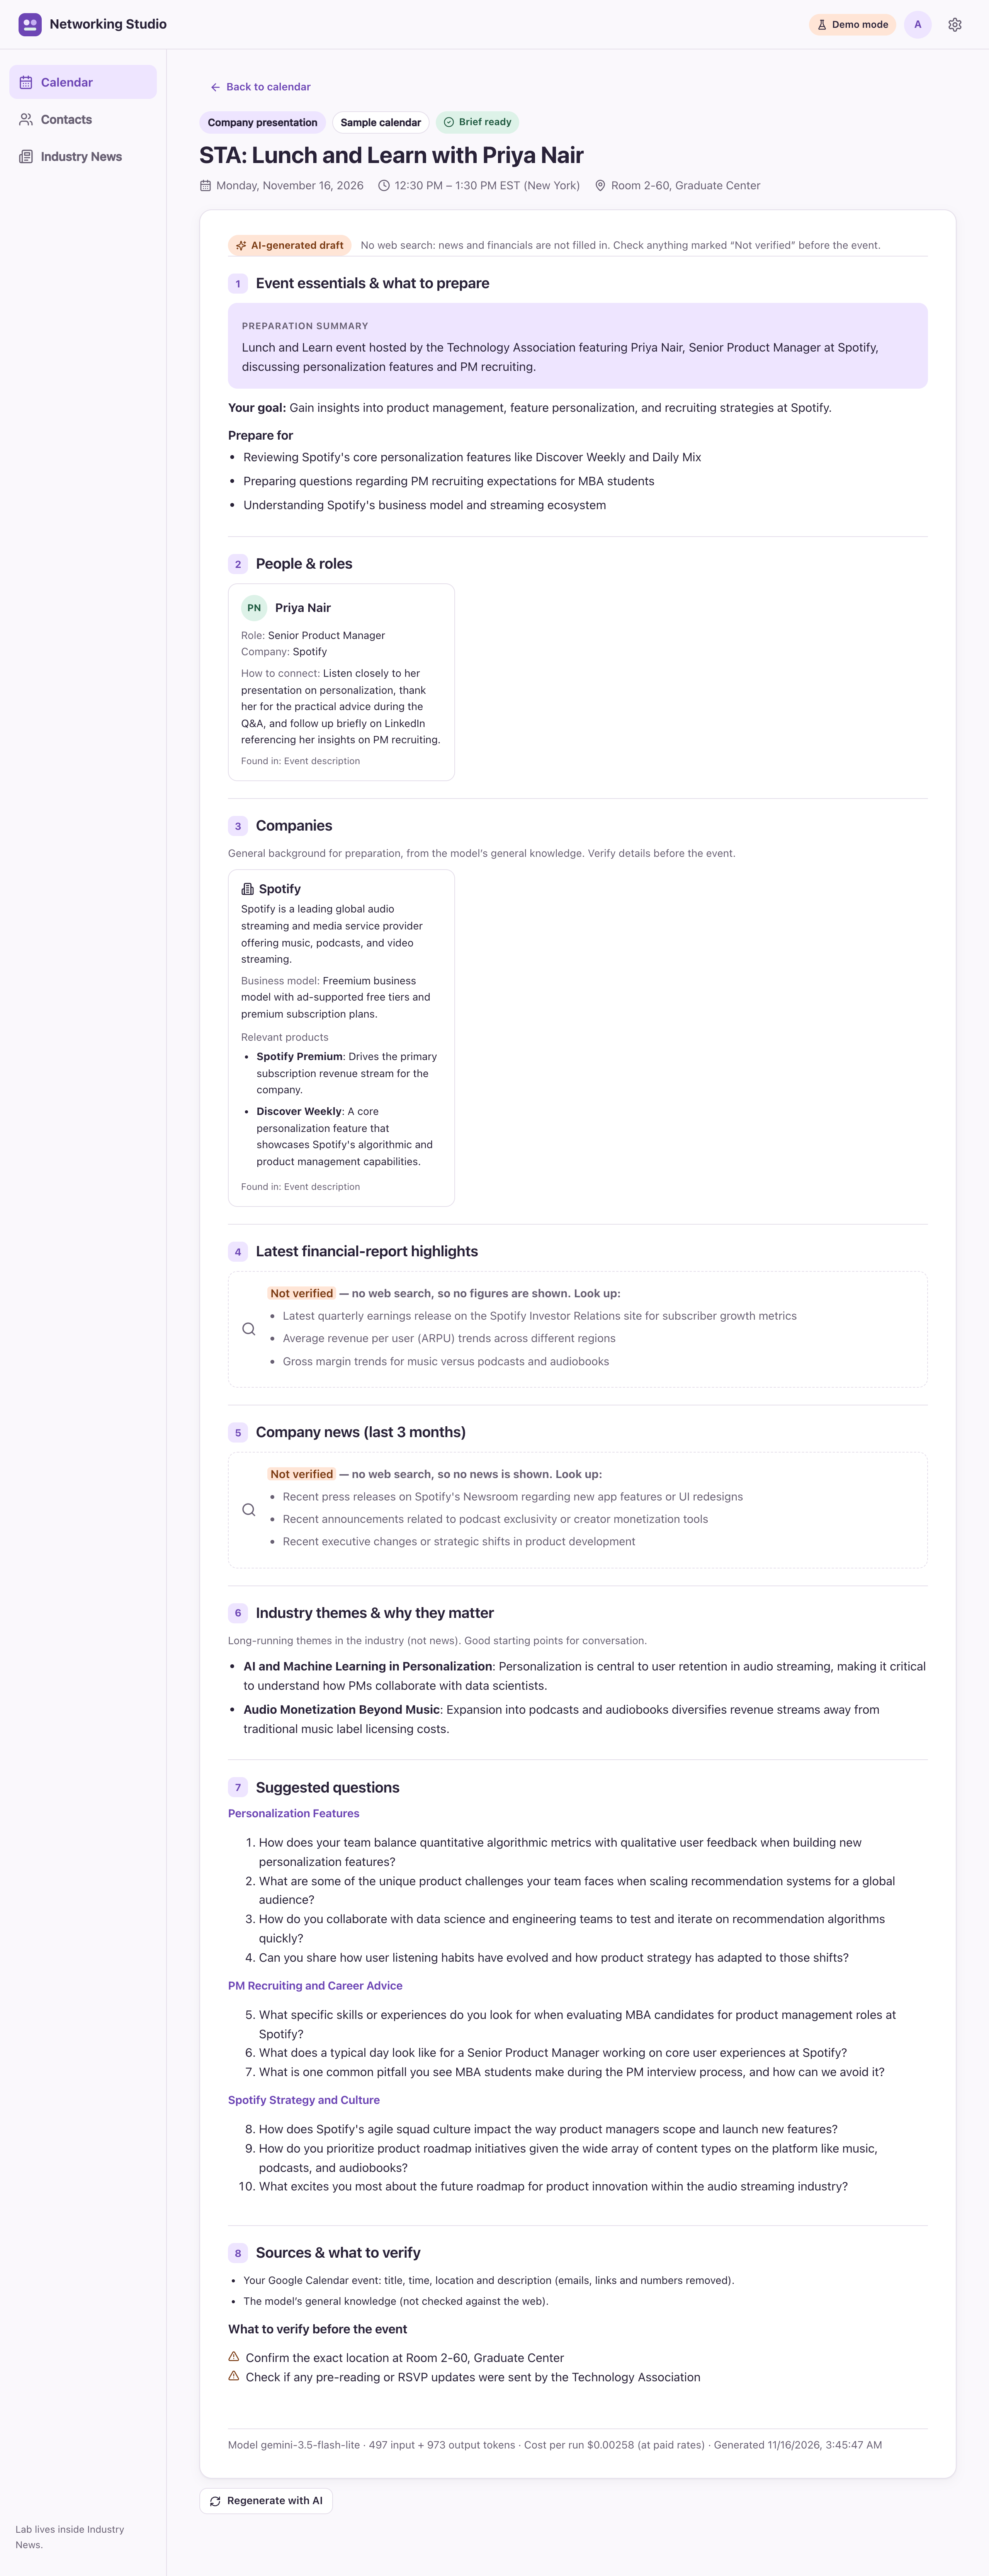 Networking Studio
Demo mode
A
Calendar
Contacts
Industry News
Back to calendar
Company presentation
Sample calendar
Brief ready
STA: Lunch and Learn with Priya Nair
Monday, November 16, 2026
12:30 PM – 1:30 PM EST (New York)
Room 2-60, Graduate Center
AI-generated draft
No web search: news and financials are not filled in. Check anything marked “Not verified” before the event.
1 Event essentials & what to prepare
PREPARATION SUMMARY
Lunch and Learn event hosted by the Technology Association featuring Priya Nair, Senior Product Manager at Spotify,
discussing personalization features and PM recruiting.
Your goal: Gain insights into product management, feature personalization, and recruiting strategies at Spotify.
Prepare for
• Reviewing Spotify's core personalization features like Discover Weekly and Daily Mix
• Preparing questions regarding PM recruiting expectations for MBA students
• Understanding Spotify's business model and streaming ecosystem
2 People & roles
PN Priya Nair
Role: Senior Product Manager
Company: Spotify
How to connect: Listen closely to her
presentation on personalization, thank
her for the practical advice during the
Q&A, and follow up briefly on LinkedIn
referencing her insights on PM recruiting.
Found in: Event description
3 Companies
General background for preparation, from the model's general knowledge. Verify details before the event.
Spotify
Spotify is a leading global audio
streaming and media service provider
offering music, podcasts, and video
streaming.
Business model: Freemium business
model with ad-supported free tiers and
premium subscription plans.
Relevant products
• Spotify Premium: Drives the primary
subscription revenue stream for the
company.
• Discover Weekly: A core
personalization feature that
showcases Spotify's algorithmic and
product management capabilities.
Found in: Event description
4 Latest financial-report highlights
Not verified — no web search, so no figures are shown. Look up:
• Latest quarterly earnings release on the Spotify Investor Relations site for subscriber growth metrics
• Average revenue per user (ARPU) trends across different regions
• Gross margin trends for music versus podcasts and audiobooks
5 Company news (last 3 months)
Not verified — no web search, so no news is shown. Look up:
• Recent press releases on Spotify's Newsroom regarding new app features or UI redesigns
• Recent announcements related to podcast exclusivity or creator monetization tools
• Recent executive changes or strategic shifts in product development
6 Industry themes & why they matter
Long-running themes in the industry (not news). Good starting points for conversation.
• AI and Machine Learning in Personalization: Personalization is central to user retention in audio streaming, making it critical
to understand how PMs collaborate with data scientists.
• Audio Monetization Beyond Music: Expansion into podcasts and audiobooks diversifies revenue streams away from
traditional music label licensing costs.
7 Suggested questions
Personalization Features
1. How does your team balance quantitative algorithmic metrics with qualitative user feedback when building new
personalization features?
2. What are some of the unique product challenges your team faces when scaling recommendation systems for a global
audience?
3. How do you collaborate with data science and engineering teams to test and iterate on recommendation algorithms
quickly?
4. Can you share how user listening habits have evolved and how product strategy has adapted to those shifts?
PM Recruiting and Career Advice
5. What specific skills or experiences do you look for when evaluating MBA candidates for product management roles at
Spotify?
6. What does a typical day look like for a Senior Product Manager working on core user experiences at Spotify?
7. What is one common pitfall you see MBA students make during the PM interview process, and how can we avoid it?
Spotify Strategy and Culture
8. How does Spotify's agile squad culture impact the way product managers scope and launch new features?
9. How do you prioritize product roadmap initiatives given the wide array of content types on the platform like music,
podcasts, and audiobooks?
10. What excites you most about the future roadmap for product innovation within the audio streaming industry?
8 Sources & what to verify
• Your Google Calendar event: title, time, location and description (emails, links and numbers removed).
• The model's general knowledge (not checked against the web).
What to verify before the event
Confirm the exact location at Room 2-60, Graduate Center
Check if any pre-reading or RSVP updates were sent by the Technology Association
Model gemini-3.5-flash-lite · 497 input + 973 output tokens · Cost per run $0.00258 (at paid rates) · Generated 11/16/2026, 3:45:47 AM
Regenerate with AI
Lab lives inside Industry
News.